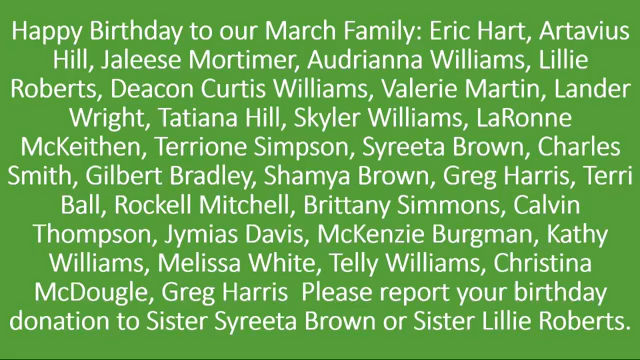 Happy Birthday to our March Family: Eric Hart, Artavius
Hill, Jaleese Mortimer, Audrianna Williams, Lillie
Roberts, Deacon Curtis Williams, Valerie Martin, Lander
Wright, Tatiana Hill, Skyler Williams, LaRonne
McKeithen, Terrione Simpson, Syreeta Brown, Charles
Smith, Gilbert Bradley, Shamya Brown, Greg Harris, Terri
Ball, Rockell Mitchell, Brittany Simmons, Calvin
Thompson, Jymias Davis, McKenzie Burgman, Kathy
Williams, Melissa White, Telly Williams, Christina
McDougle, Greg Harris  Please report your birthday
donation to Sister Syreeta Brown or Sister Lillie Roberts.